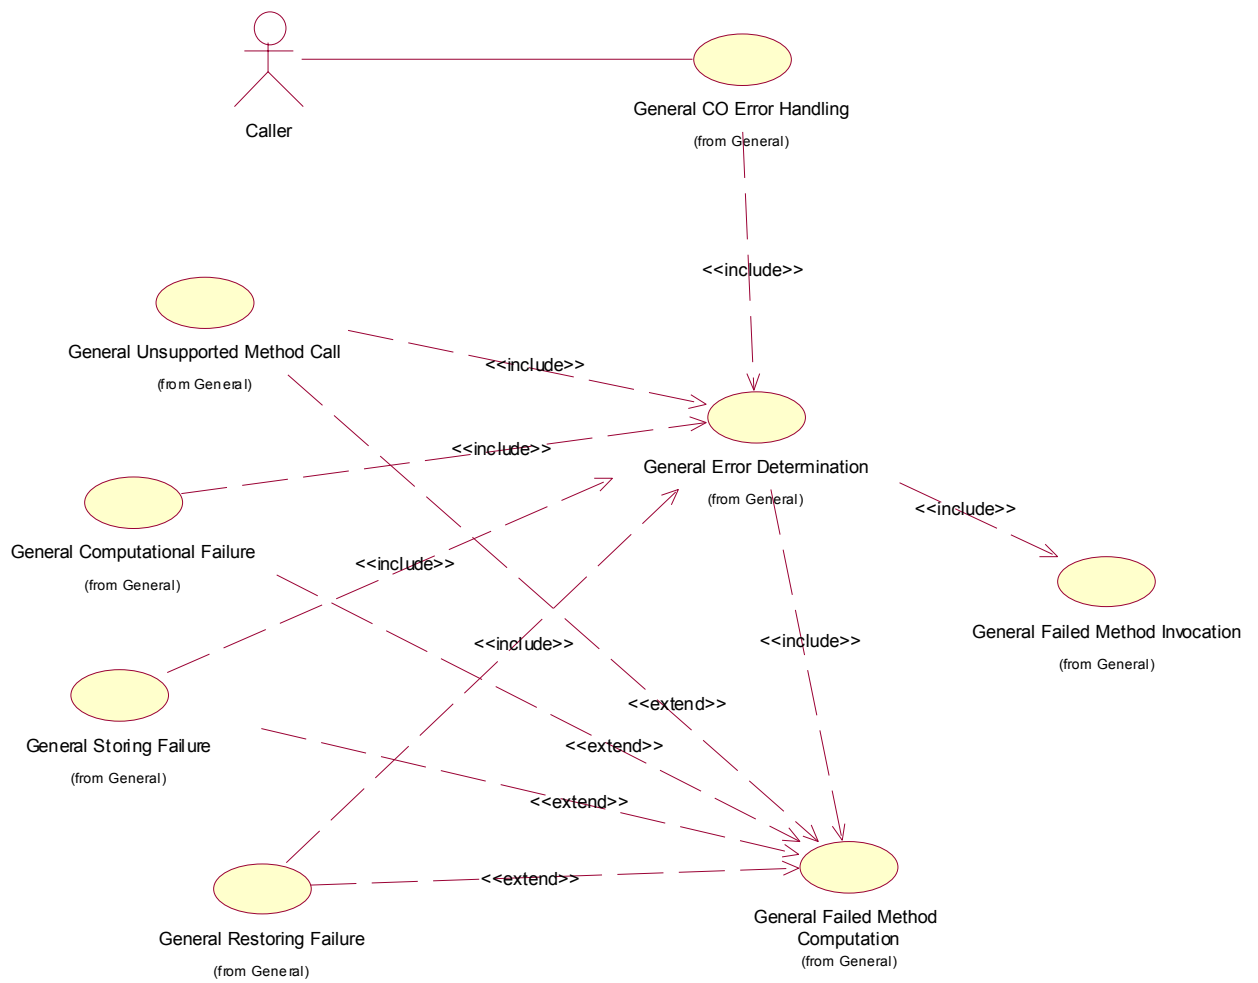 Caller
General CO Error Handling
(from General)
<<include>>
General Unsupported Method Call
(from General)
<<include>>
<<include>>
General Error Determination
(from General)
<<include>>
General Computational Failure
(from General)
<<include>>
General Failed Method Invocation
(from General)
<<include>>
<<include>>
<<extend>>
General Storing Failure
(from General)
<<extend>>
<<extend>>
<<extend>>
General Failed Method
Computation
(from General)
General Restoring Failure
(from General)